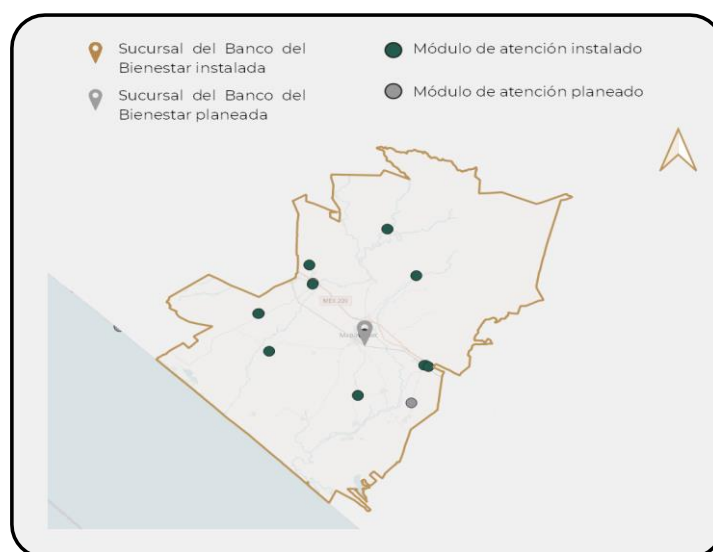 Sucursal del Banco del
Bienestar instalada
Sucursal del Banco del
Bienestar planeada
Módulo de atención instalado
Módulo de atención planeado
MEX-200